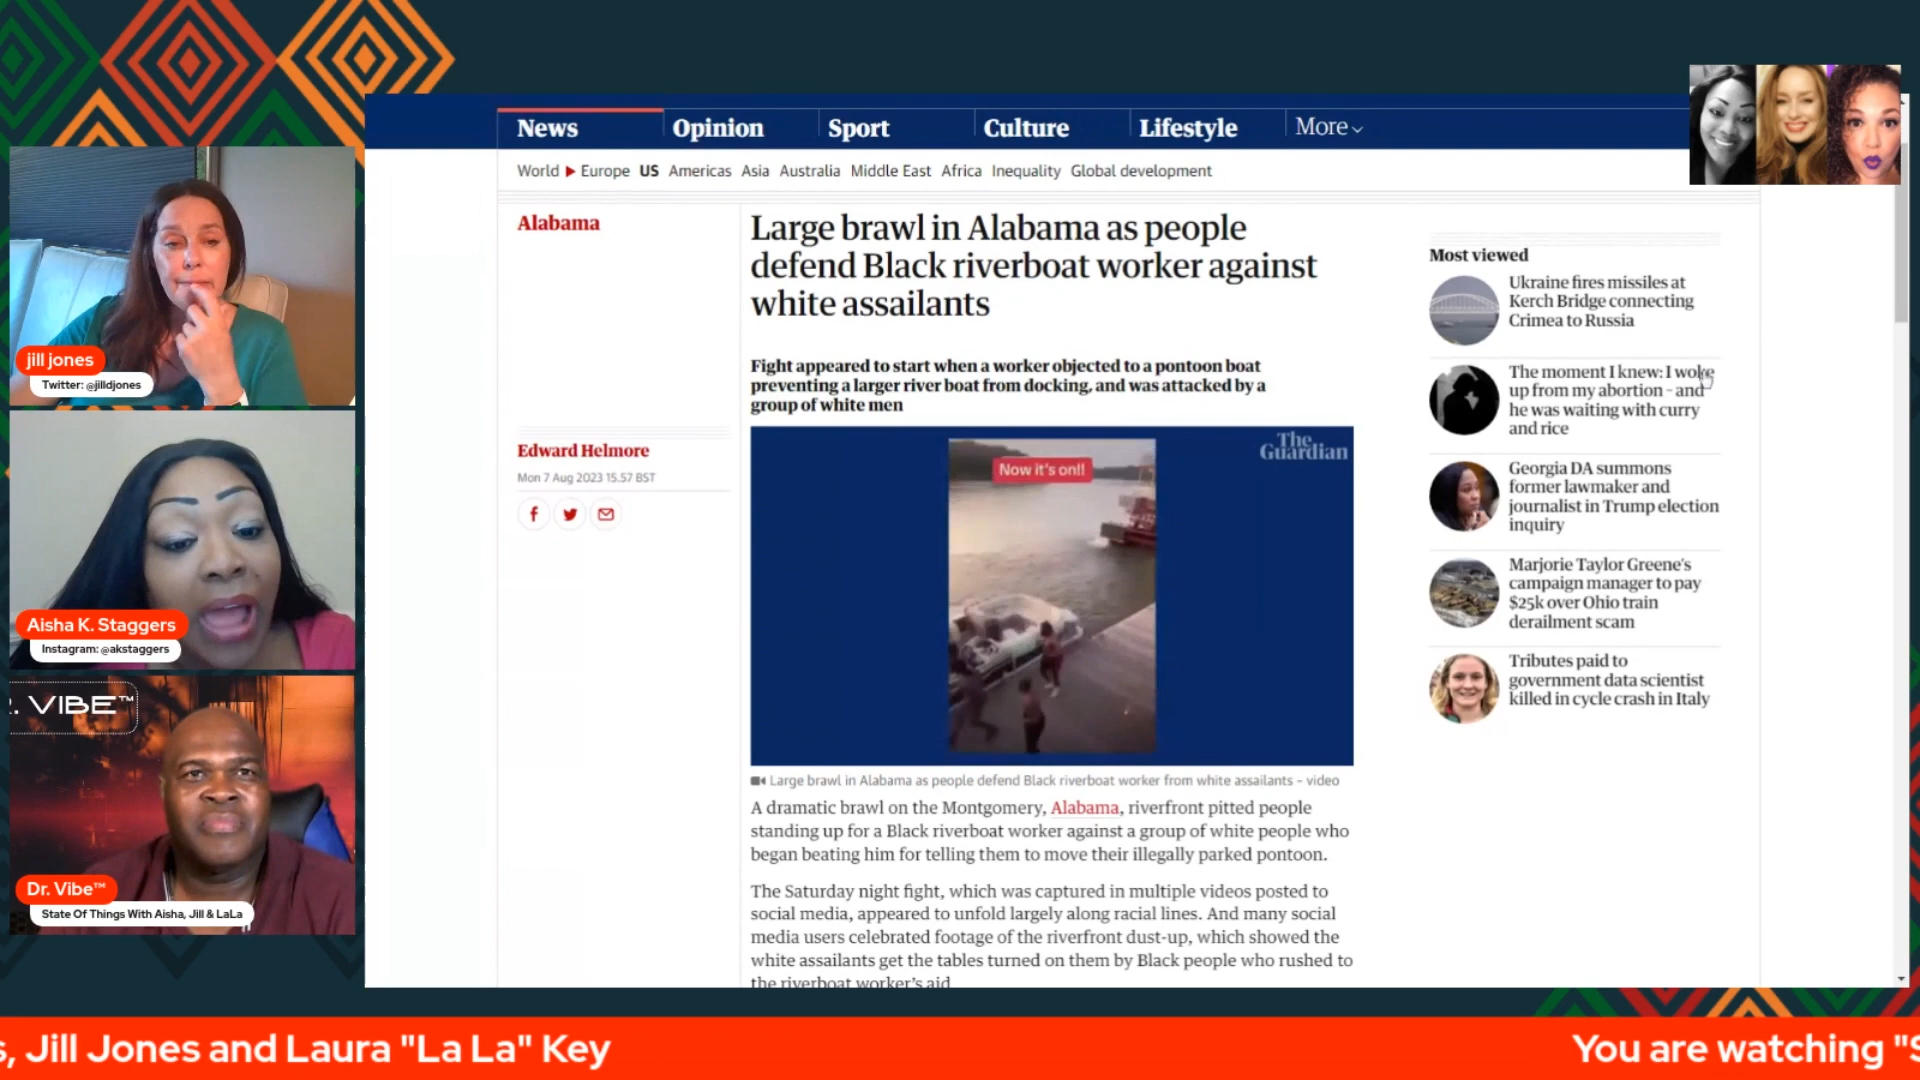 News
Opinion
Sport
Culture
Lifestyle
More
World
Europe
US
Americas
Asia
Australia
Middle East
Africa
Inequality
Global development
Alabama
Large brawl in Alabama as people
defend Black riverboat worker against
white assailants
Fight appeared to start when a worker objected to a pontoon boat
preventing a larger river boat from docking, and was attacked by a
group of white men
Edward Helmore
Mon 7 Aug 2023 15.57 BST
The
Guardian
Now it's on!!
Large brawl in Alabama as people defend Black riverboat worker from white assailants – video
A dramatic brawl on the Montgomery, Alabama, riverfront pitted people
standing up for a Black riverboat worker against a group of white people who
began beating him for telling them to move their illegally parked pontoon.
The Saturday night fight, which was captured in multiple videos posted to
social media, appeared to unfold largely along racial lines. And many social
media users celebrated footage of the riverfront dust-up, which showed the
white assailants get the tables turned on them by Black people who rushed to
the riverboat worker's aid
Most viewed
Ukraine fires missiles at
Kerch Bridge connecting
Crimea to Russia
The moment I knew: I woke
up from my abortion – and
he was waiting with curry
and rice
Georgia DA summons
former lawmaker and
journalist in Trump election
inquiry
Marjorie Taylor Greene's
campaign manager to pay
$25k over Ohio train
derailment scam
Tributes paid to
government data scientist
killed in cycle crash in Italy
jill jones
Twitter: @jilldjones
Aisha K. Staggers
Instagram: @akstaggers
. VIBE™
Dr. Vibe™
State Of Things With Aisha, Jill & LaLa
s, Jill Jones and Laura "La La" Key
You are watching "S